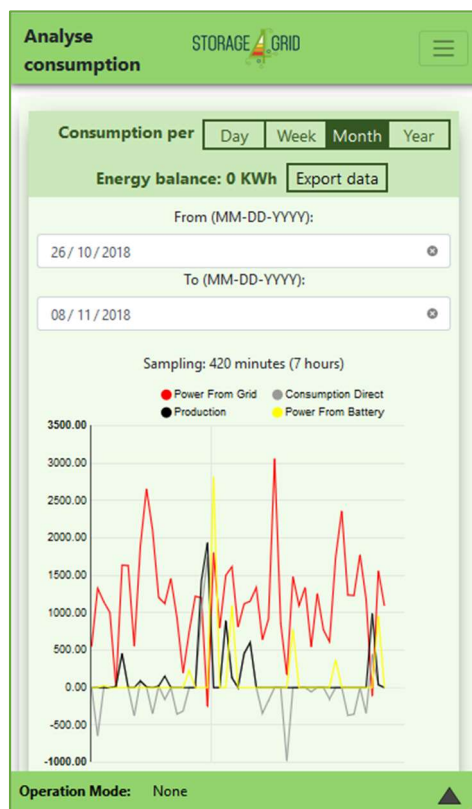 Analyse
consumption
STORAGE4GRID
Consumption per Day Week Month Year
Energy balance: 0 KWh Export data
From (MM-DD-YYYY):
26/ 10 / 2018
To (MM-DD-YYYY):
08/ 11 / 2018
Sampling: 420 minutes (7 hours)
Power From Grid Consumption Direct
Production Power From Battery
3500.00
3000.00
2500.00
2000.00
1500.00
1000.00
500.00
0.00
-500.00
-1000.00
Operation Mode: None